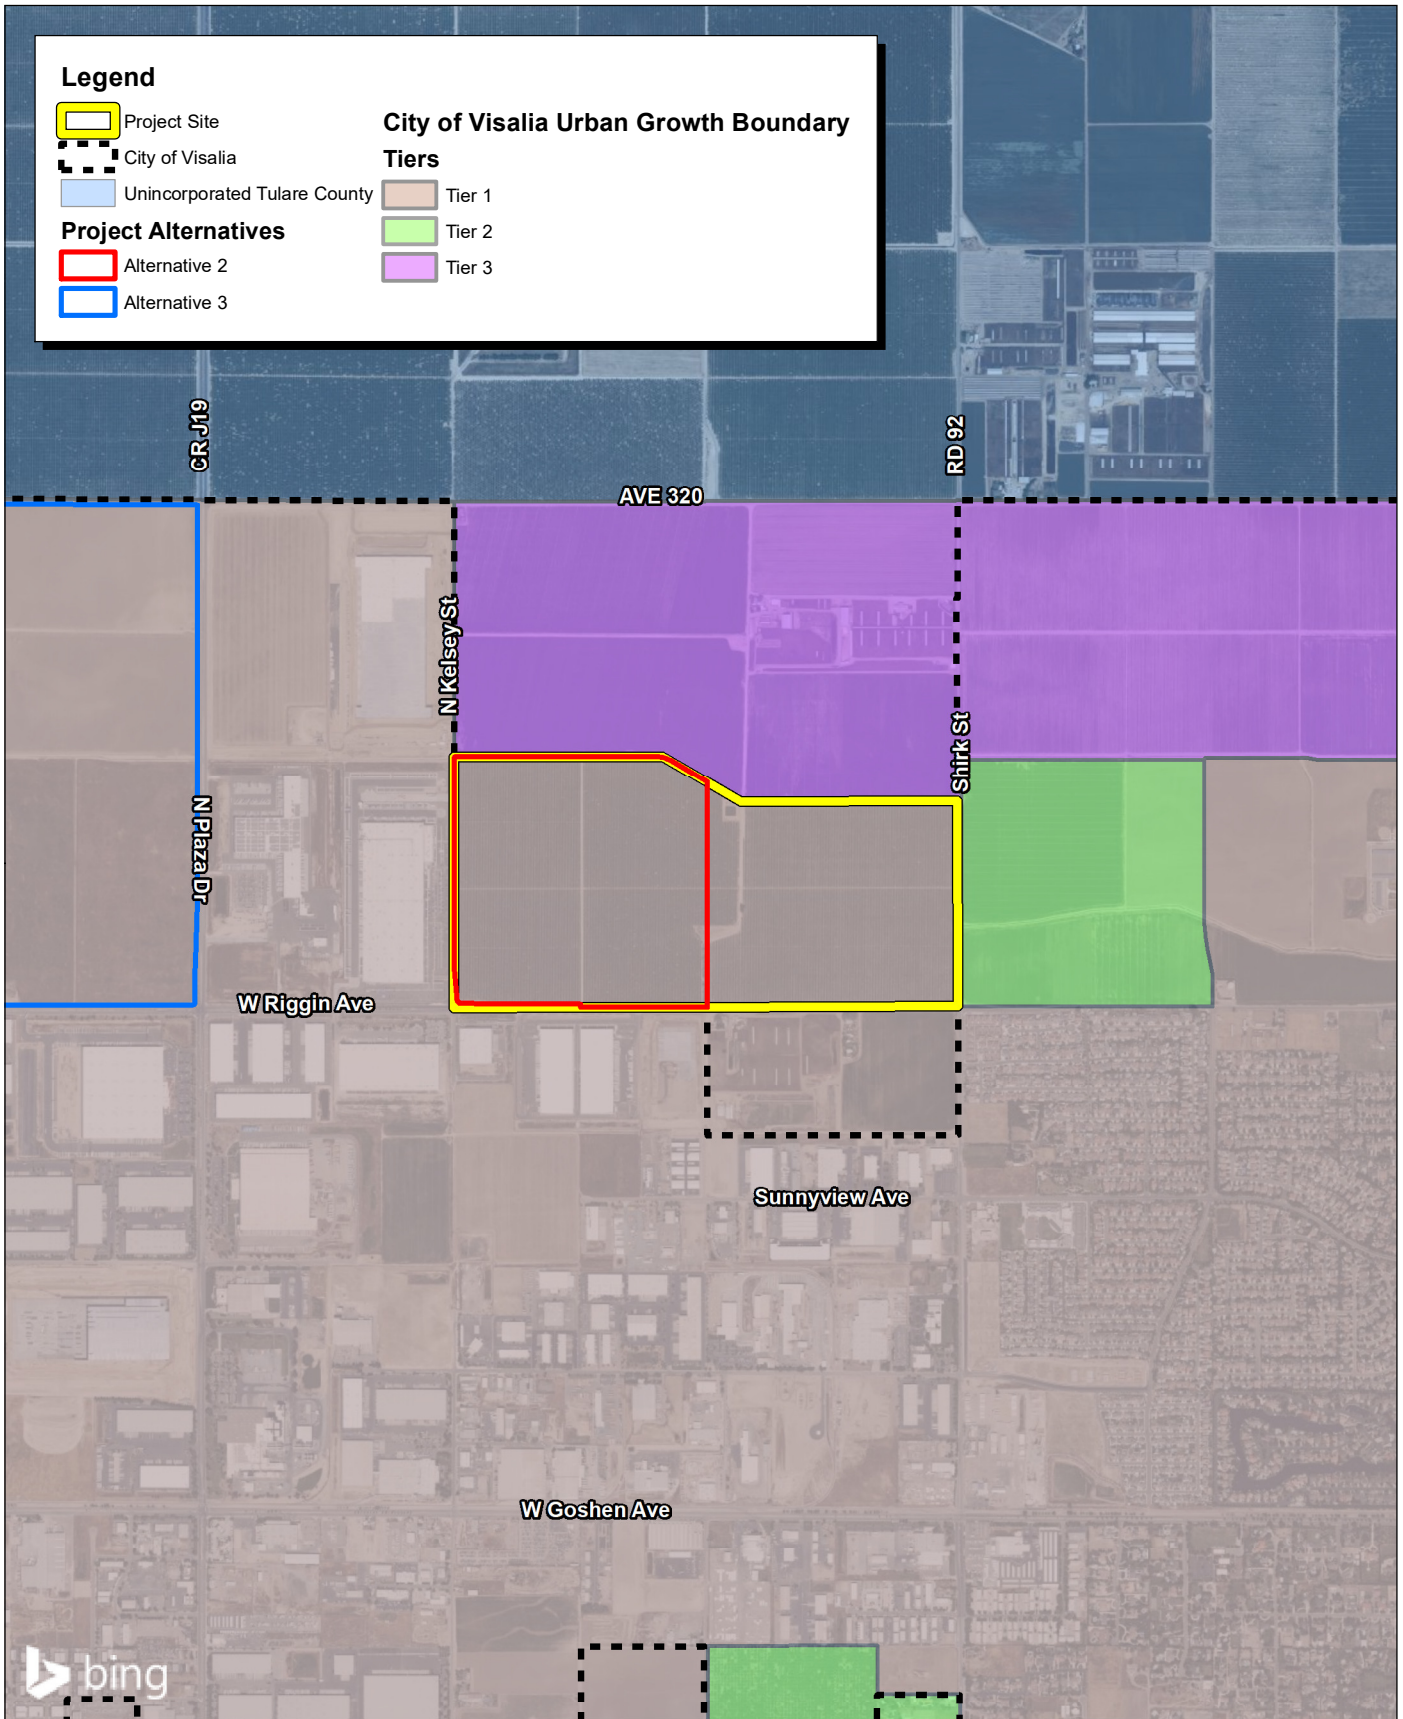 Legend
Project Site
City of Visalia
Unincorporated Tulare County
Project Alternatives
Alternative 2
Alternative 3
City of Visalia Urban Growth Boundary
Tiers
Tier 1
Tier 2
Tier 3
CR J19
RD 92
AVE 320
N Kelsey St
Shirk St
N Plaza Dr
W Riggin Ave
Sunnyview Ave
W Goshen Ave
bing